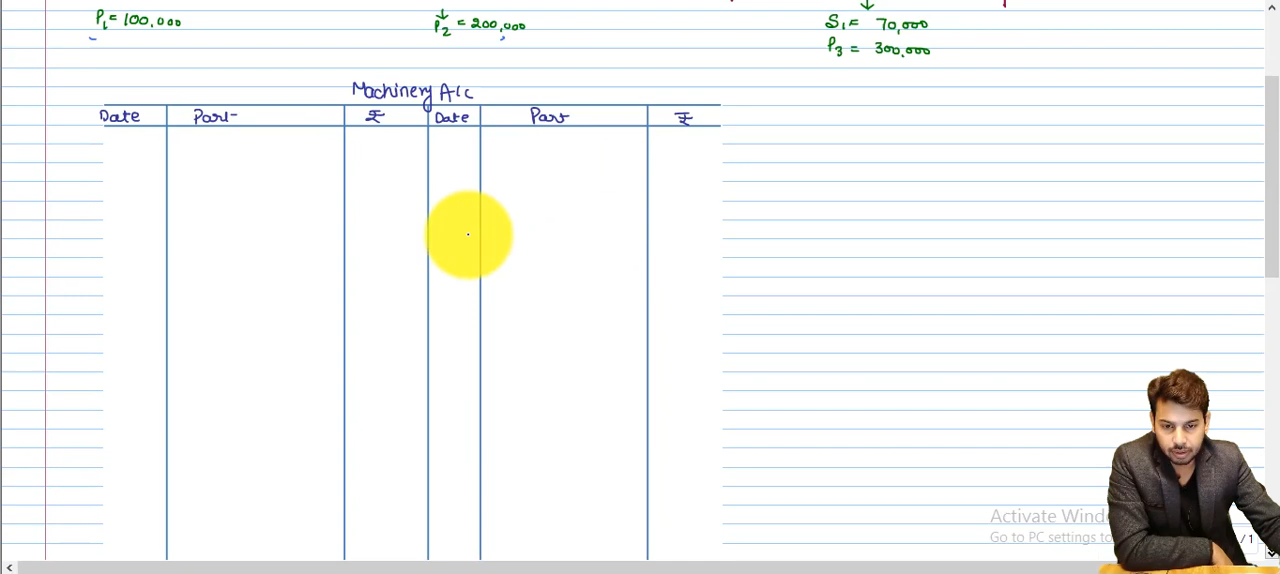 P1 = 100,000
P2 = 200,000
S1 = 70,000
P3 = 300,000
Machinery A/c
Date Part- ₹ Date Part ₹
Activate Wind
Go to PC settings to
/ 1